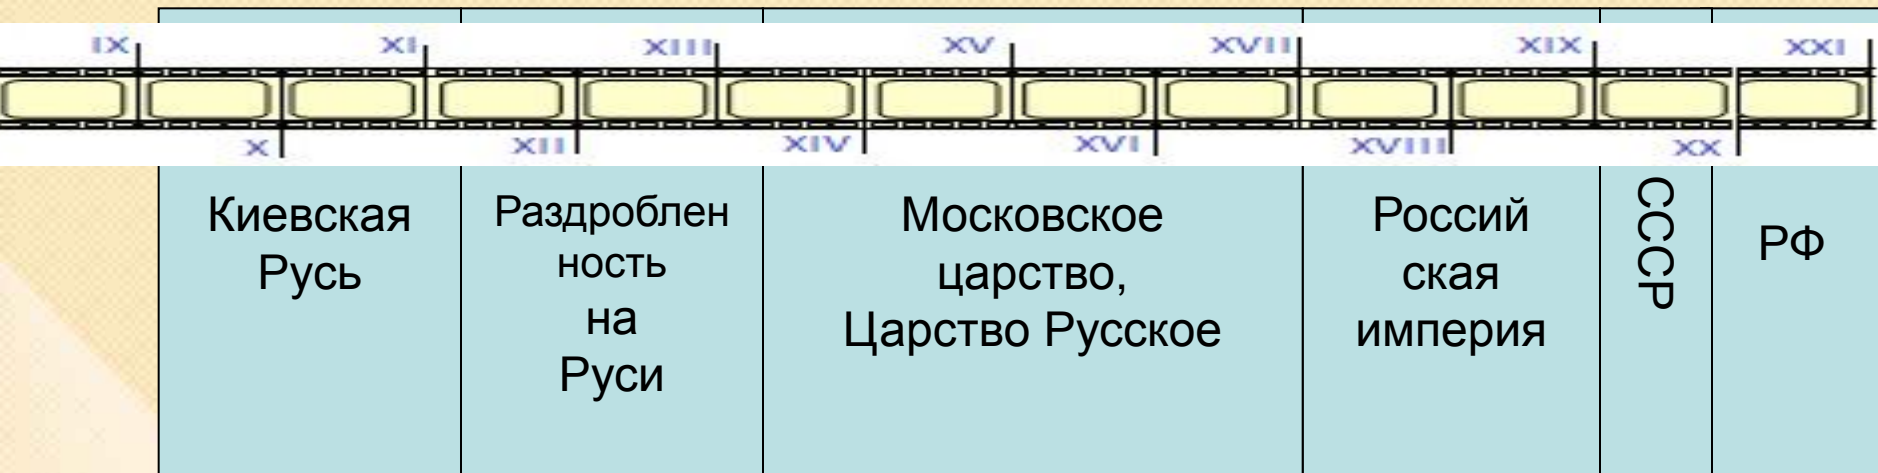 IX XI XIII XV XVII XIX XXI
X XII XIV XVI XVIII XX
Киевская
Русь
Раздроблен
ность
на
Руси
Московское
царство,
Царство Русское
Россий
ская
империя
СССР
РФ